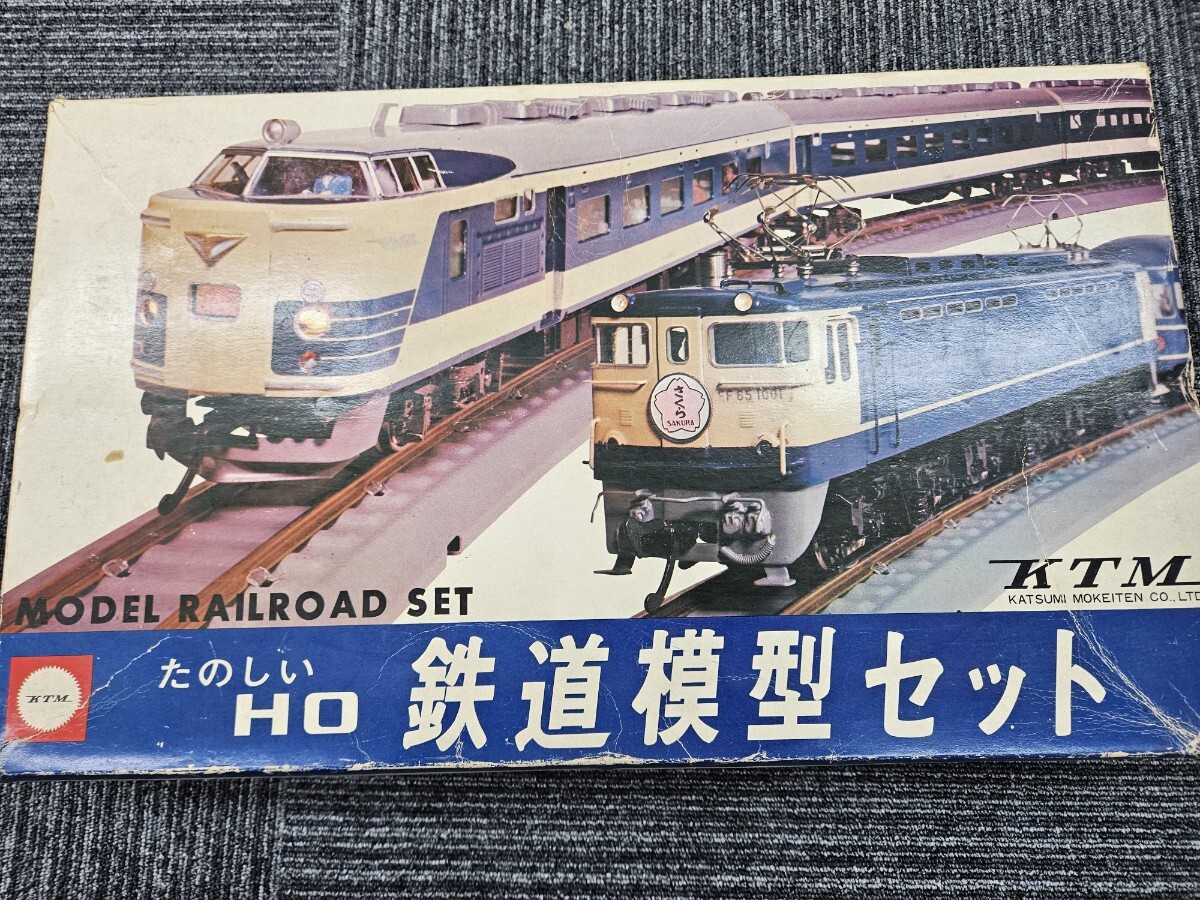 さくら
SAKURA
EF65 1001
KTM
KATSUMI MOKEITEN CO., LTD
MODEL RAILROAD SET
KTM
たのしい
HO 鉄道模型セット